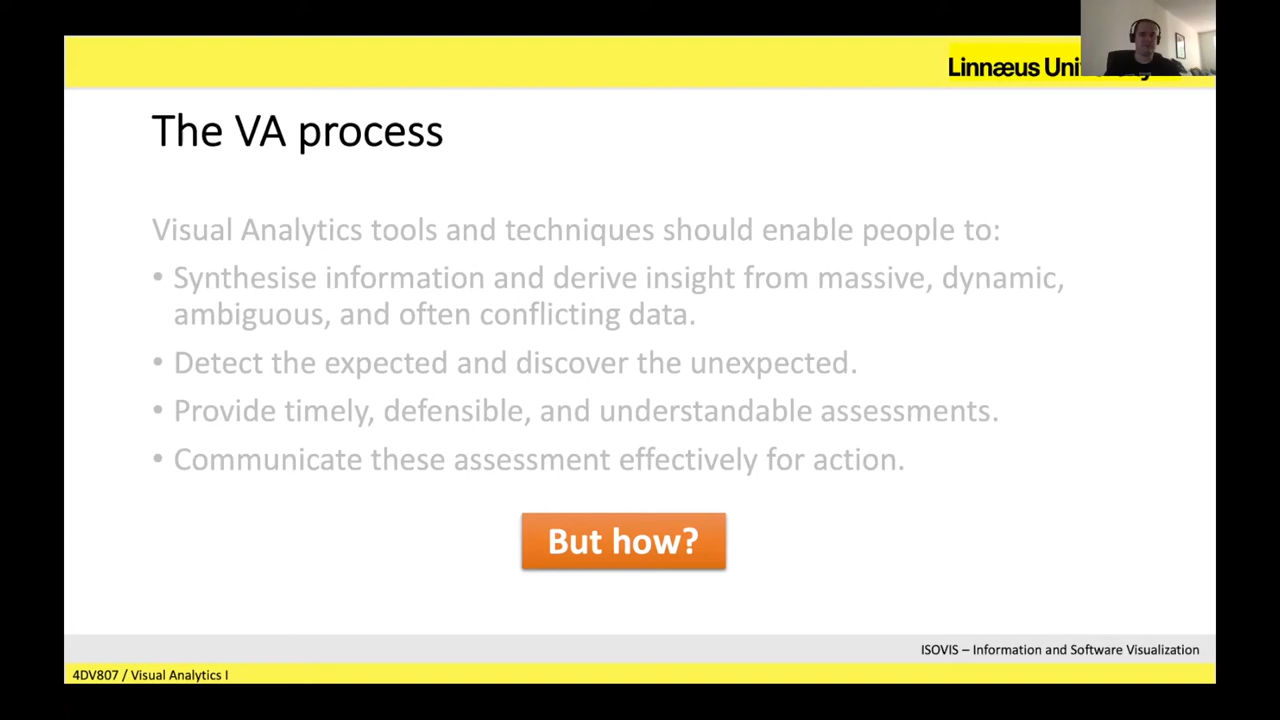 Linnæus Uni
The VA process
Visual Analytics tools and techniques should enable people to:
• Synthesise information and derive insight from massive, dynamic,
ambiguous, and often conflicting data.
• Detect the expected and discover the unexpected.
• Provide timely, defensible, and understandable assessments.
• Communicate these assessment effectively for action.
But how?
ISOVIS – Information and Software Visualization
4DV807 / Visual Analytics I